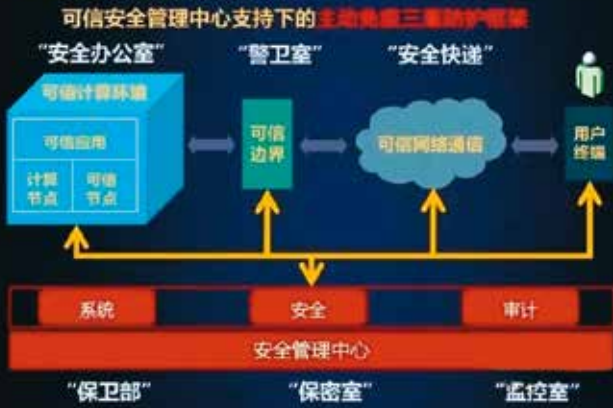 可信安全管理中心支持下的主动免疫三重防护框架
“安全办公室” “警卫室” “安全快递”
可信计算环境
可信应用
计算
节点
可信
节点
可信
边界
可信网络通信
用户
终端
系统 安全 审计
安全管理中心
“保卫部” “保密室” “监控室”